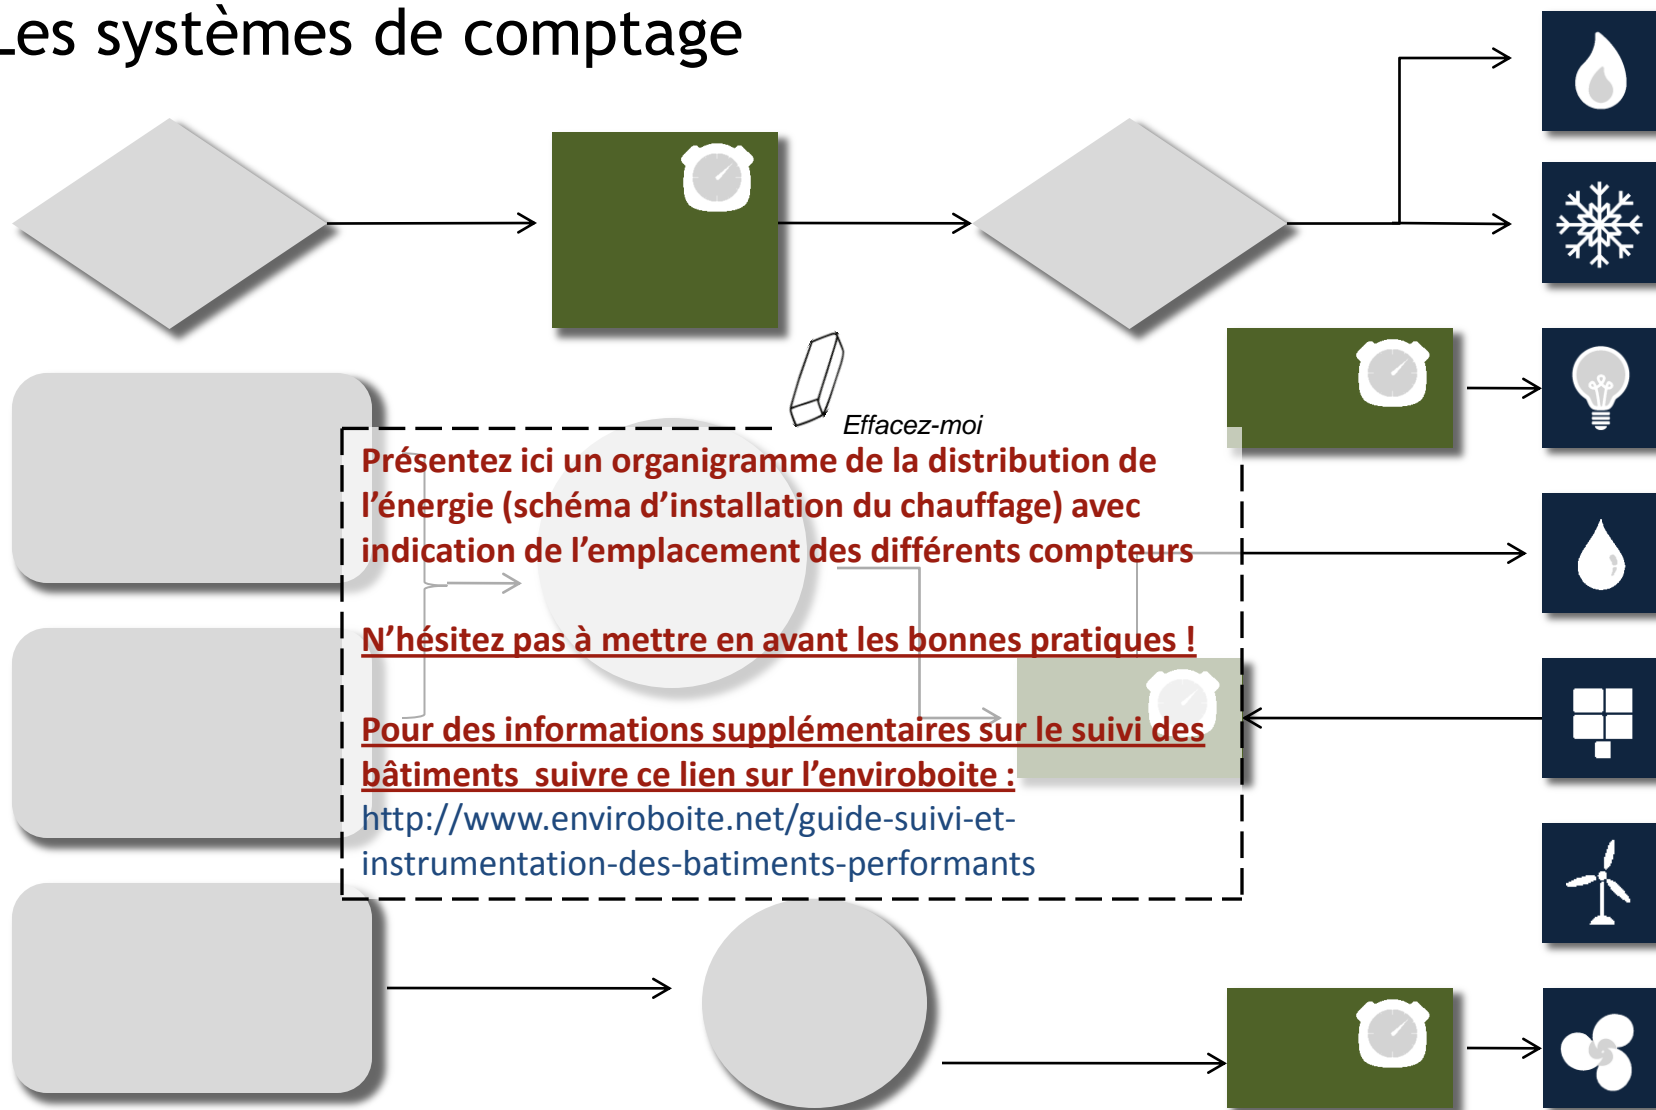 Les systèmes de comptage
Effacez-moi
Présentez ici un organigramme de la distribution de
l’énergie (schéma d’installation du chauffage) avec
indication de l’emplacement des différents compteurs
N’hésitez pas à mettre en avant les bonnes pratiques !
Pour des informations supplémentaires sur le suivi des
bâtiments  suivre ce lien sur l’enviroboite :
http://www.enviroboite.net/guide-suivi-et-
instrumentation-des-batiments-performants